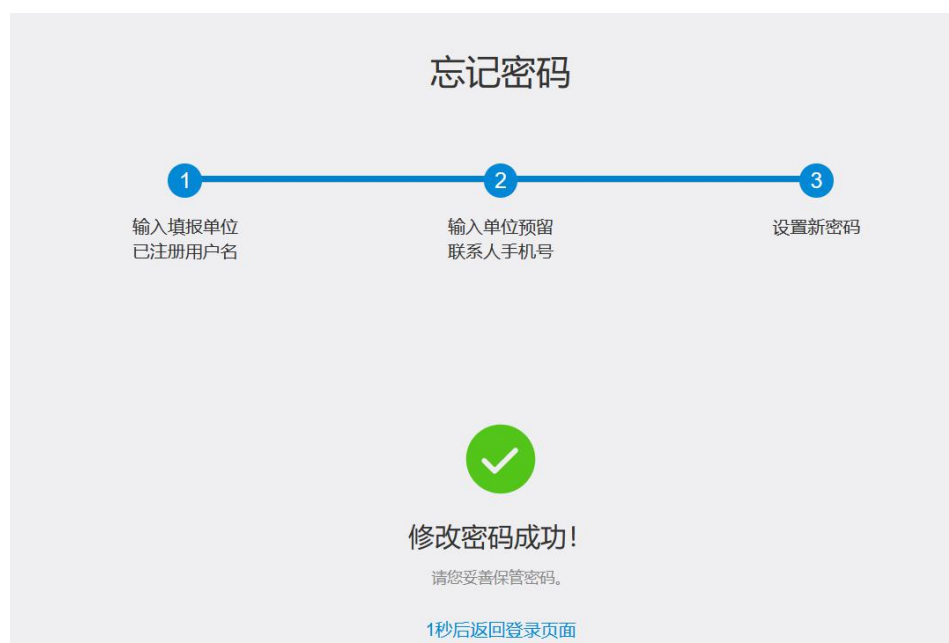 忘记密码
1
2
3
输入填报单位
已注册用户名
输入单位预留
联系人手机号
设置新密码
修改密码成功！
请您妥善保管密码。
1秒后返回登录页面